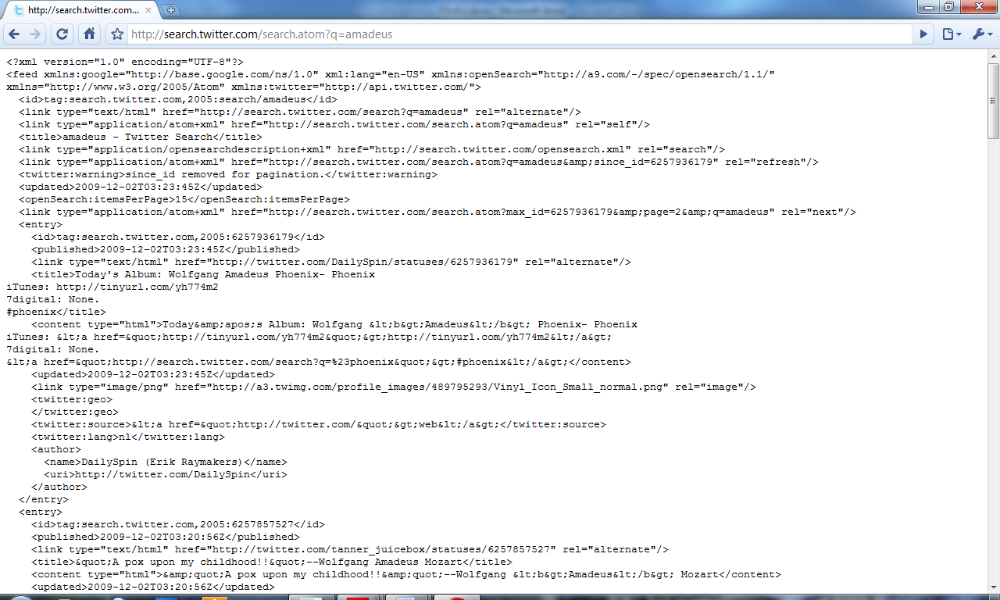 http://search.twitter.com...
http://search.twitter.com/search.atom?q=amadeus
<?xml version="1.0" encoding="UTF-8"?>
<feed xmlns:google="http://base.google.com/ns/1.0" xml:lang="en-US" xmlns:openSearch="http://a9.com/-/spec/opensearch/1.1/"
xmlns="http://www.w3.org/2005/Atom" xmlns:twitter="http://api.twitter.com/">
  <id>tag:search.twitter.com,2005:search/amadeus</id>
  <link type="text/html" href="http://search.twitter.com/search?q=amadeus" rel="alternate"/>
  <link type="application/atom+xml" href="http://search.twitter.com/search.atom?q=amadeus" rel="self"/>
  <title>amadeus - Twitter Search</title>
  <link type="application/opensearchdescription+xml" href="http://search.twitter.com/opensearch.xml" rel="search"/>
  <link type="application/atom+xml" href="http://search.twitter.com/search.atom?q=amadeus&amp;since_id=6257936179" rel="refresh"/>
  <twitter:warning>since_id removed for pagination.</twitter:warning>
  <updated>2009-12-02T03:23:45Z</updated>
  <openSearch:itemsPerPage>15</openSearch:itemsPerPage>
  <link type="application/atom+xml" href="http://search.twitter.com/search.atom?max_id=6257936179&amp;page=2&amp;q=amadeus" rel="next"/>
  <entry>
    <id>tag:search.twitter.com,2005:6257936179</id>
    <published>2009-12-02T03:23:45Z</published>
    <link type="text/html" href="http://twitter.com/DailySpin/statuses/6257936179" rel="alternate"/>
    <title>Today's Album: Wolfgang Amadeus Phoenix- Phoenix
iTunes: http://tinyurl.com/yh774m2
7digital: None.
#phoenix</title>
    <content type="html">Today&amp;apos;s Album: Wolfgang &lt;b&gt;Amadeus&lt;/b&gt; Phoenix- Phoenix
iTunes: &lt;a href=&quot;http://tinyurl.com/yh774m2&quot;&gt;http://tinyurl.com/yh774m2&lt;/a&gt;
7digital: None.
&lt;a href=&quot;http://search.twitter.com/search?q=%23phoenix&quot;&gt;#phoenix&lt;/a&gt;</content>
    <updated>2009-12-02T03:23:45Z</updated>
    <link type="image/png" href="http://a3.twimg.com/profile_images/489795293/Vinyl_Icon_Small_normal.png" rel="image"/>
    <twitter:geo>
    </twitter:geo>
    <twitter:source>&lt;a href=&quot;http://twitter.com/&quot;&gt;web&lt;/a&gt;</twitter:source>
    <twitter:lang>nl</twitter:lang>
    <author>
      <name>DailySpin (Erik Raymakers)</name>
      <uri>http://twitter.com/DailySpin</uri>
    </author>
  </entry>
  <entry>
    <id>tag:search.twitter.com,2005:6257857527</id>
    <published>2009-12-02T03:20:56Z</published>
    <link type="text/html" href="http://twitter.com/tanner_juicebox/statuses/6257857527" rel="alternate"/>
    <title>&quot;A pox upon my childhood!!&quot;--Wolfgang Amadeus Mozart</title>
    <content type="html">&amp;quot;A pox upon my childhood!!&amp;quot;--Wolfgang &lt;b&gt;Amadeus&lt;/b&gt; Mozart</content>
    <updated>2009-12-02T03:20:56Z</updated>